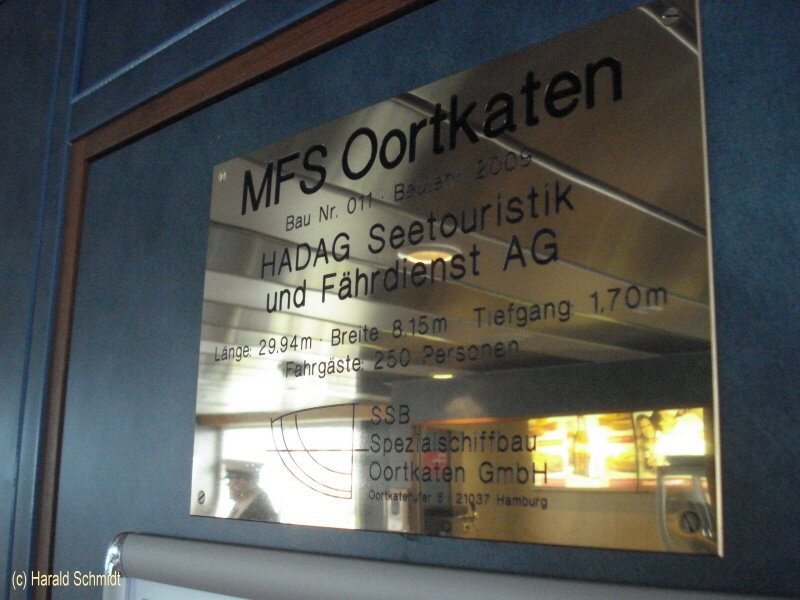 MFS Oortkaten
Bau Nr. 011 · Baujahr 2009
HADAG Seetouristik
und Fährdienst AG
Länge: 29.94m · Breite 8.15m · Tiefgang: 1,70m
Fahrgäste: 250 Personen
SSB
Spezialschiffbau
Oortkaten GmbH
Oortkatenufer 8 · 21037 Hamburg
(c) Harald Schmidt